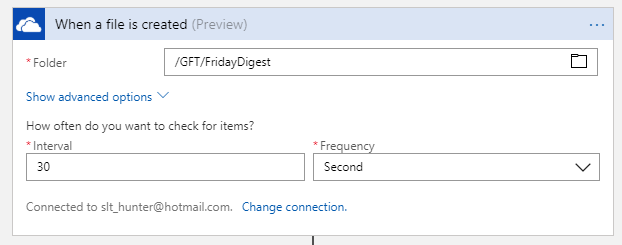 When a file is created (Preview)
* Folder /GFT/FridayDigest
Show advanced options
How often do you want to check for items?
* Interval * Frequency
30 Second
Connected to slt_hunter@hotmail.com. Change connection.